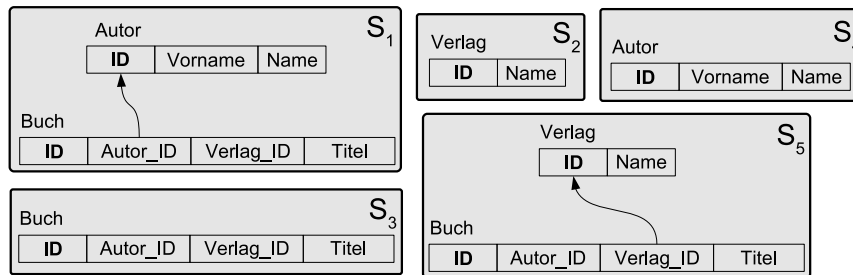 S1
Autor
ID Vorname Name
Buch
ID Autor_ID Verlag_ID Titel
S2
Verlag
ID Name
S
Autor
ID Vorname Name
S3
Buch
ID Autor_ID Verlag_ID Titel
S5
Verlag
ID Name
Buch
ID Autor_ID Verlag_ID Titel